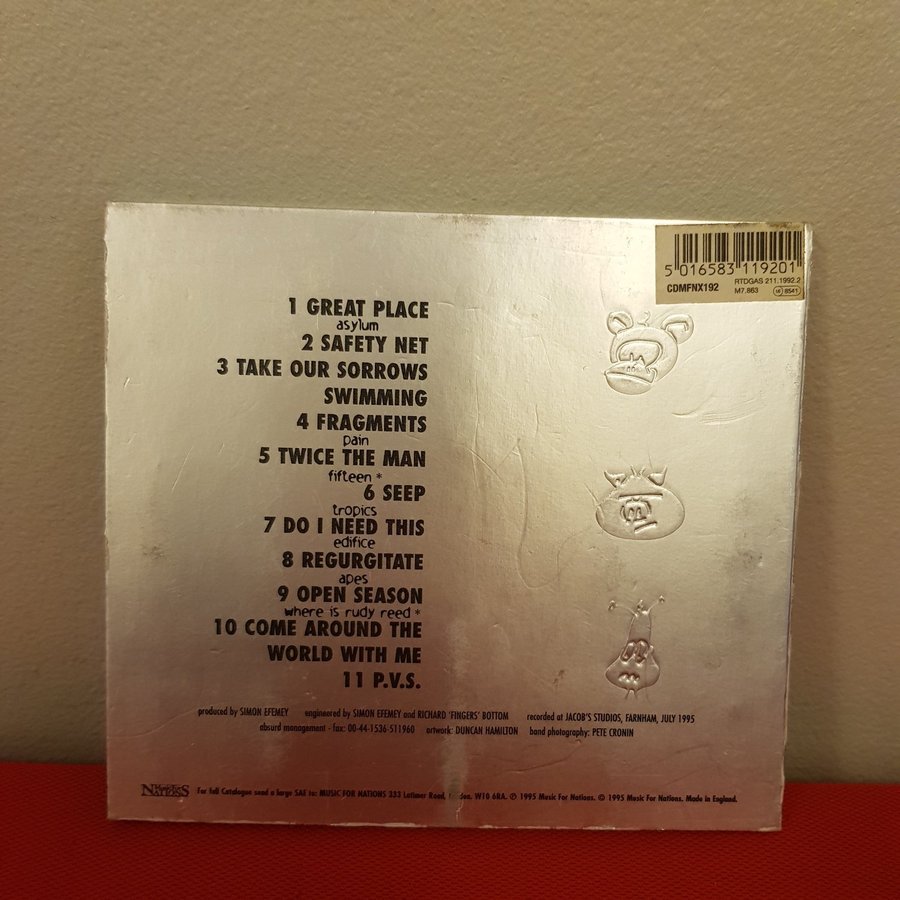 5 016583 119201
RTDGAS 211.1992.2
CDMFNX192 M7.863 8541
1 GREAT PLACE
asylum
2 SAFETY NET
3 TAKE OUR SORROWS
SWIMMING
4 FRAGMENTS
pain
5 TWICE THE MAN
fifteen *
6 SEEP
tropics
7 DO I NEED THIS
edifice
8 REGURGITATE
apes
9 OPEN SEASON
where is rudy reed *
10 COME AROUND THE
WORLD WITH ME
11 P.V.S.
produced by SIMON EFEMEY engineered by SIMON EFEMEY and RICHARD 'FINGERS' BOTTOM recorded at JACOB'S STUDIOS, FARNHAM, JULY 1995
absurd management - fax: 00-44-1536-511960 artwork: DUNCAN HAMILTON band photography: PETE CRONIN
Music For NATIONS For full Catalogue send a large SAE to: MUSIC FOR NATIONS 333 Latimer Road, London. W10 6RA. ℗ 1995 Music For Nations. © 1995 Music For Nations. Made in England.